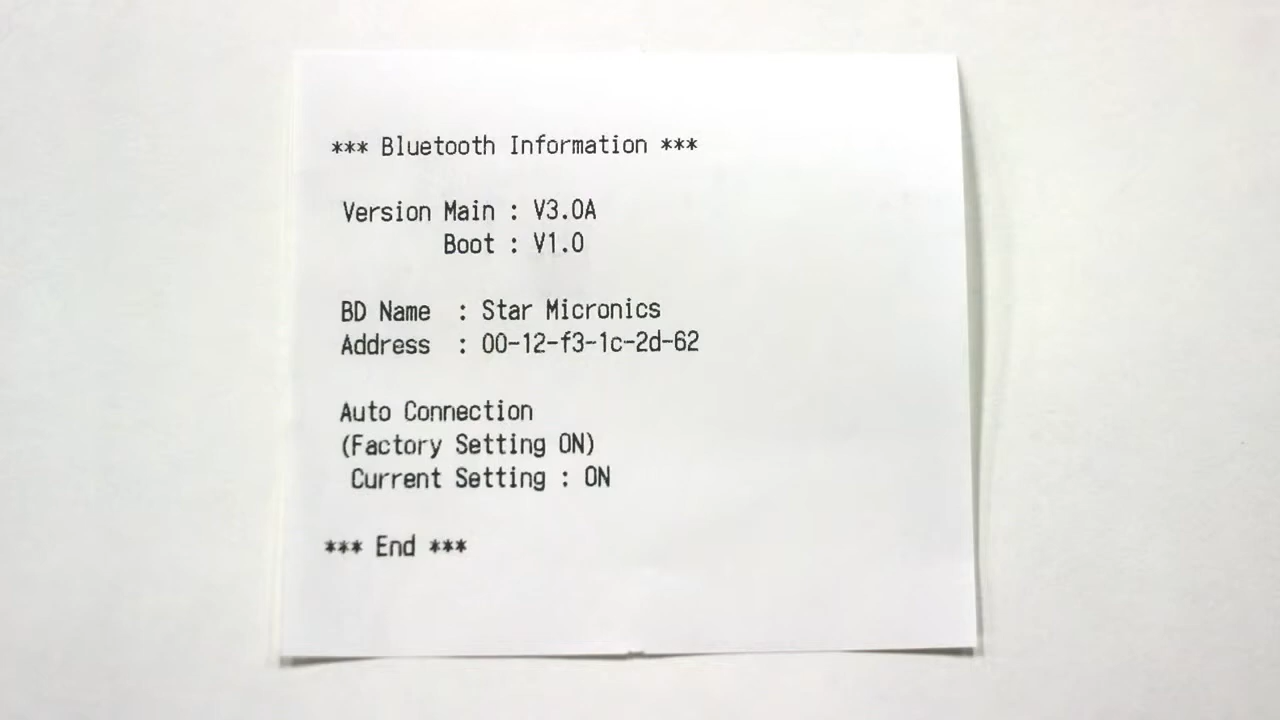 *** Bluetooth Information ***
Version Main : V3.0A
Boot : V1.0
BD Name : Star Micronics
Address : 00-12-f3-1c-2d-62
Auto Connection
(Factory Setting ON)
Current Setting : ON
*** End ***